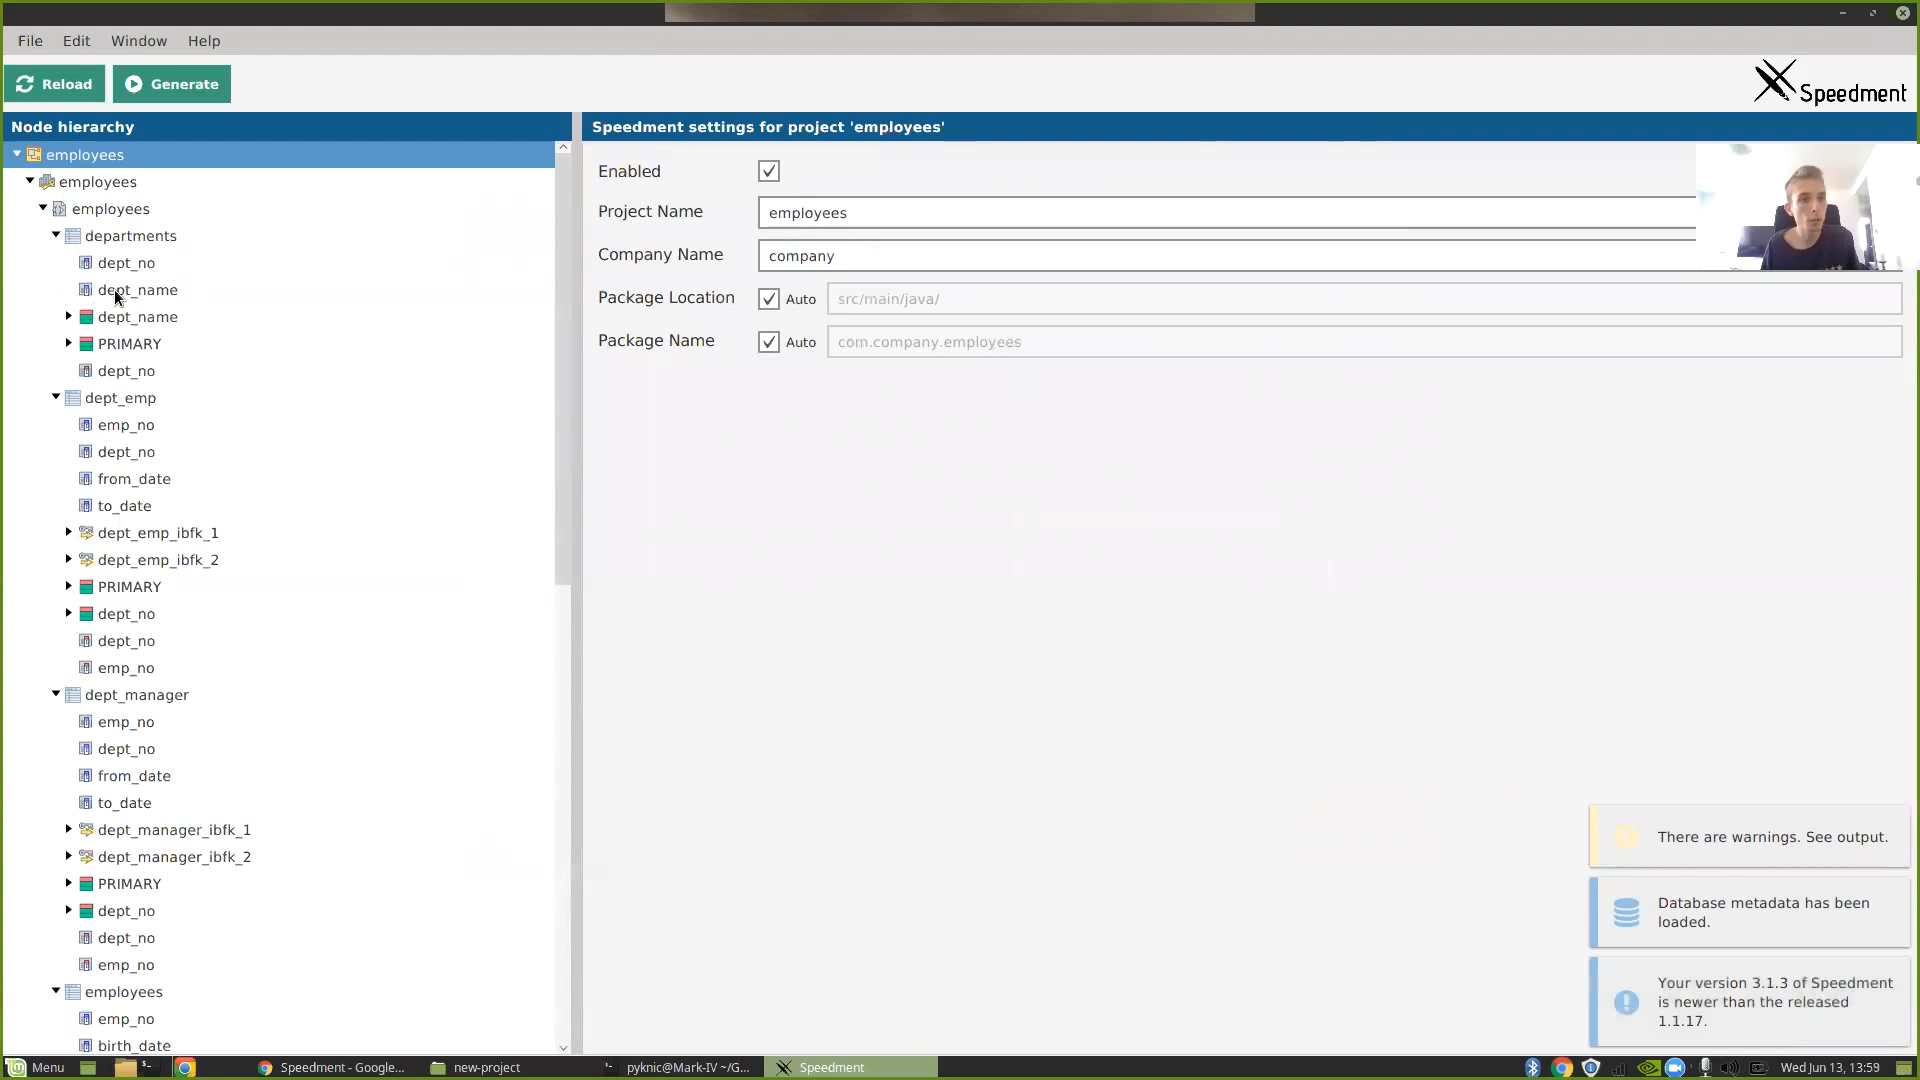 File Edit Window Help
Reload Generate
Speedment
Node hierarchy
employees
employees
employees
departments
dept_no
dept_name
dept_name
PRIMARY
dept_no
dept_emp
emp_no
dept_no
from_date
to_date
dept_emp_ibfk_1
dept_emp_ibfk_2
PRIMARY
dept_no
dept_no
emp_no
dept_manager
emp_no
dept_no
from_date
to_date
dept_manager_ibfk_1
dept_manager_ibfk_2
PRIMARY
dept_no
dept_no
emp_no
employees
emp_no
birth_date
Speedment settings for project 'employees'
Enabled
Project Name employees
Company Name company
Package Location Auto src/main/java/
Package Name Auto com.company.employees
There are warnings. See output.
Database metadata has been
loaded.
Your version 3.1.3 of Speedment
is newer than the released
1.1.17.
Menu Speedment - Google... new-project pyknic@Mark-IV ~/G... Speedment Wed Jun 13, 13:59